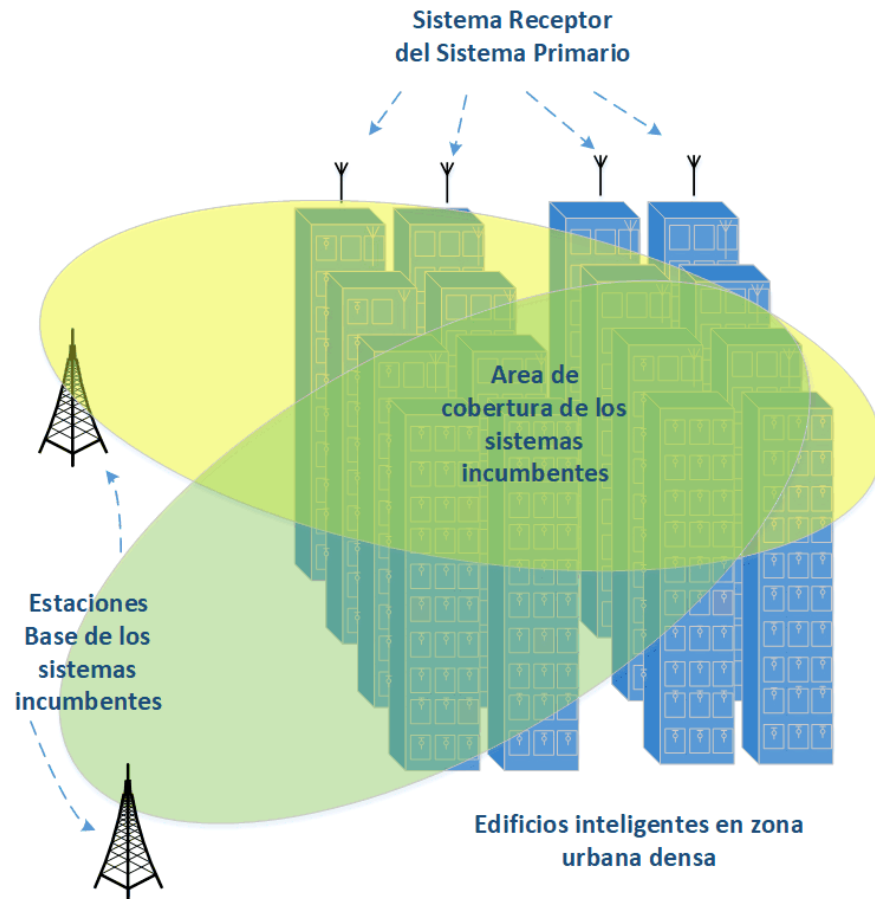 Sistema Receptor
del Sistema Primario
Area de
cobertura de los
sistemas
incumbentes
Estaciones
Base de los
sistemas
incumbentes
Edificios inteligentes en zona
urbana densa